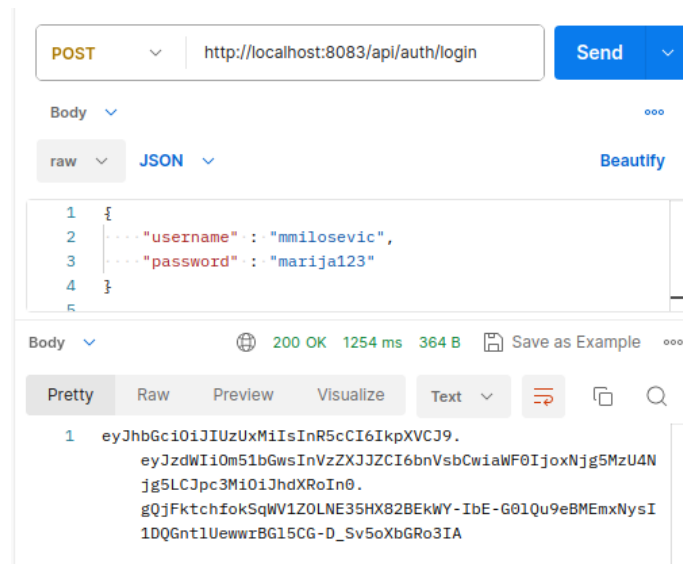 POST http://localhost:8083/api/auth/login Send
Body
raw JSON Beautify
1 {
2 "username" : "mmilosevic",
3 "password" : "marija123"
4 }
5
Body 200 OK 1254 ms 364 B Save as Example
Pretty Raw Preview Visualize Text
1 eyJhbGciOiJIUzUxMiIsInR5cCI6IkpXVCJ9.
eyJzdWIiOm51bGwsInVzZXJJZCI6bnVsbCwiaWF0IjoxNjg5MzU4N
jg5LCJpc3MiOiJhdXRoIn0.
gQjFktchfokSqWV1ZOLNE35HX82BEkWY-IbE-G0lQu9eBMEmxNysI
1DQGntlUewwrBGl5CG-D_Sv5oXbGRo3IA